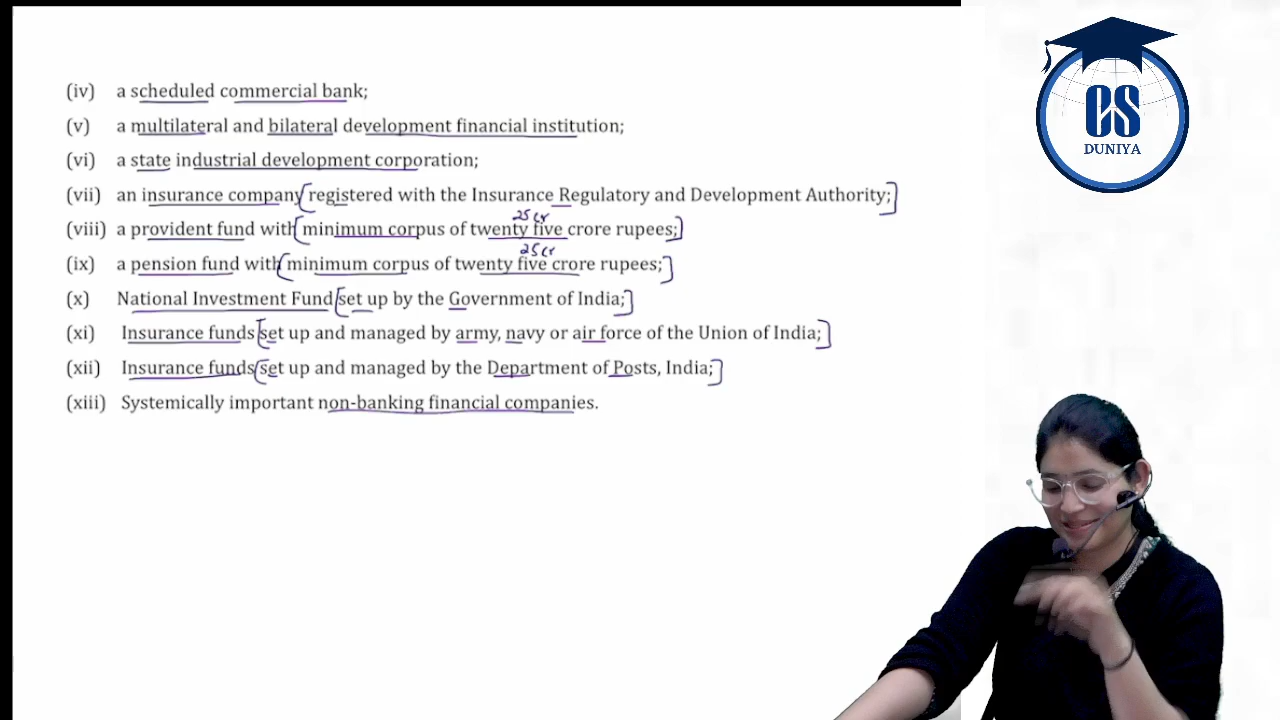 (iv) a scheduled commercial bank;
(v) a multilateral and bilateral development financial institution;
(vi) a state industrial development corporation;
(vii) an insurance company registered with the Insurance Regulatory and Development Authority;
25 cr
(viii) a provident fund with minimum corpus of twenty five crore rupees;
25 cr
(ix) a pension fund with minimum corpus of twenty five crore rupees;
(x) National Investment Fund set up by the Government of India;
(xi) Insurance funds set up and managed by army, navy or air force of the Union of India;
(xii) Insurance funds set up and managed by the Department of Posts, India;
(xiii) Systemically important non-banking financial companies.
CS
DUNIYA